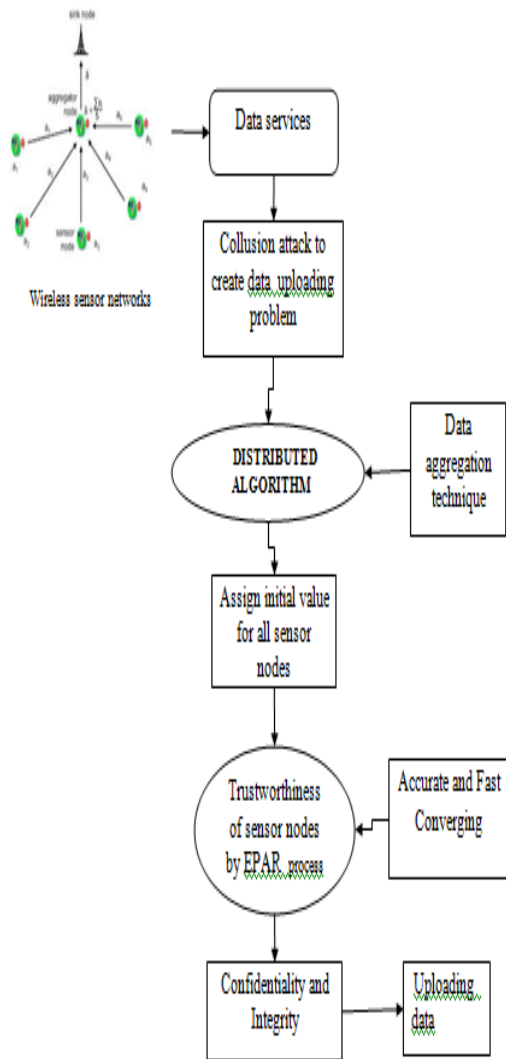 sink node
aggregator
node
sensor
node
Wireless sensor networks
Data services
Collusion attack to
create data uploading
problem
DISTRIBUTED
ALGORITHM
Data
aggregation
technique
Assign initial value
for all sensor
nodes
Trustworthiness
of sensor nodes
by EPAR process
Accurate and Fast
Converging
Confidentiality and
Integrity
Uploading
data